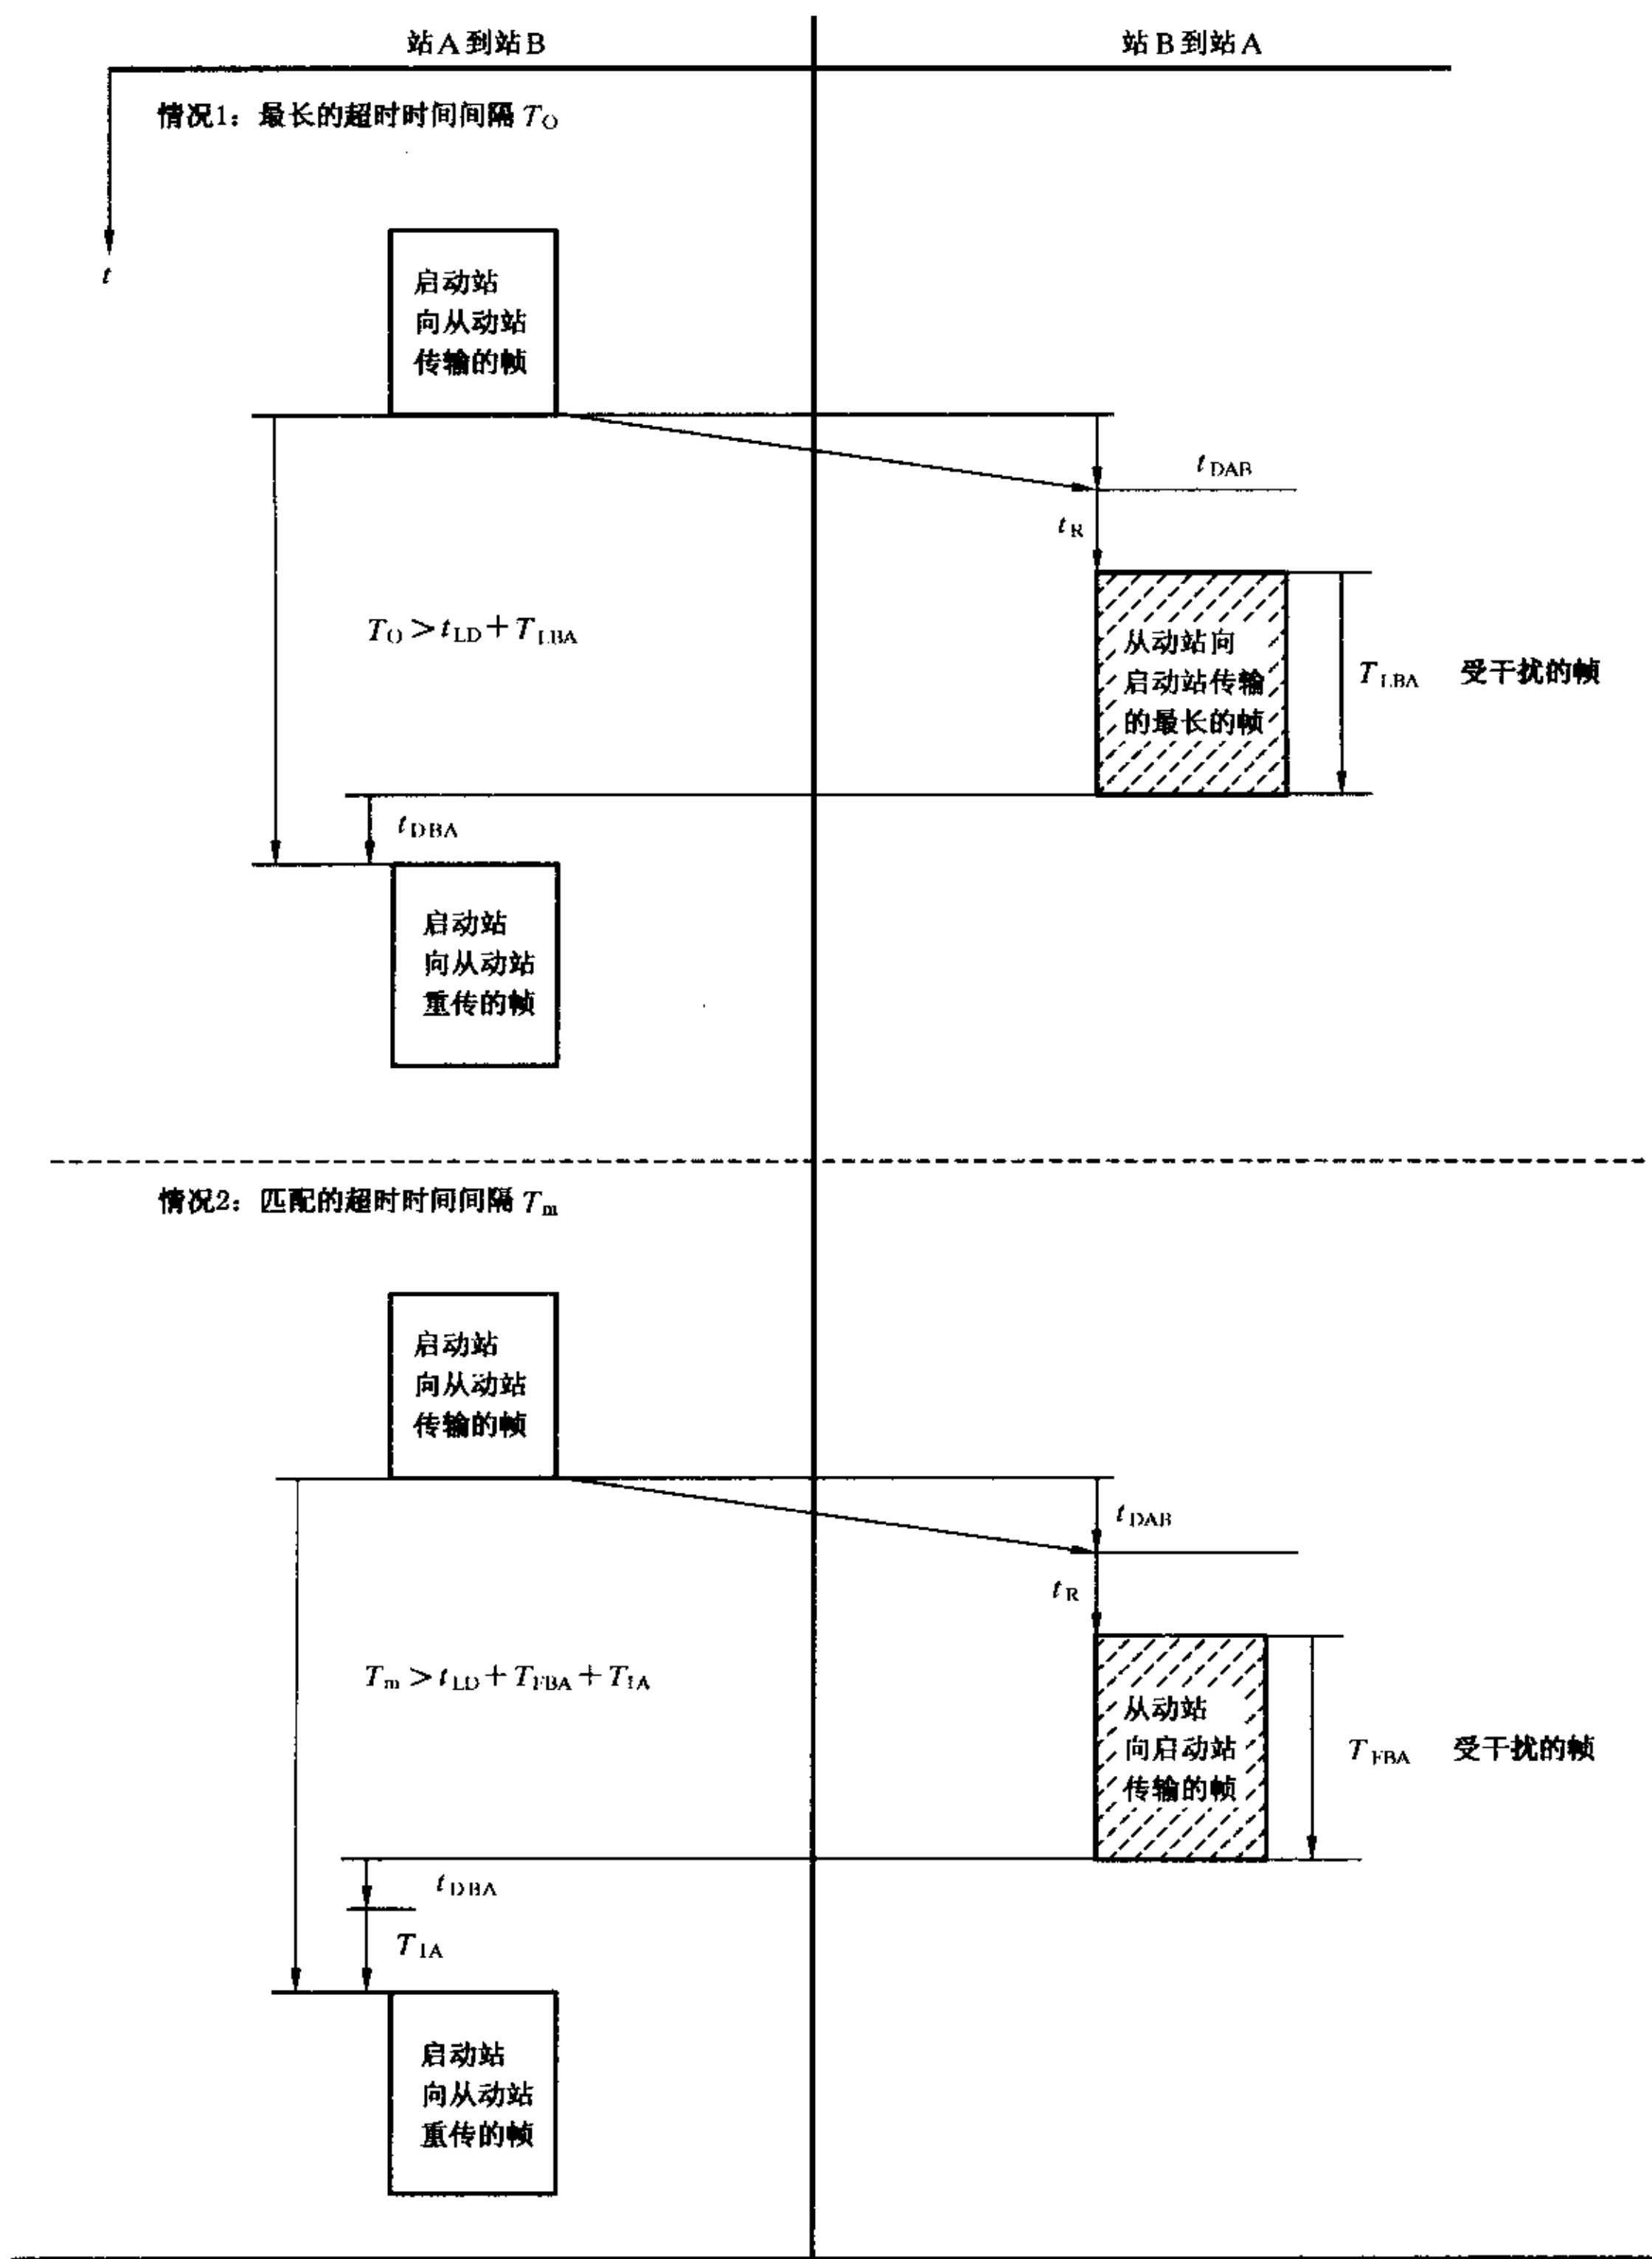 站A到站B
站B到站A
情况1：最长的超时时间间隔 T_O
t
启动站
向从动站
传输的帧
t_DAB
t_R
T_O＞t_LD＋T_LBA
从动站向
启动站传输
的最长的帧
T_LBA 受干扰的帧
t_DBA
启动站
向从动站
重传的帧
情况2：匹配的超时时间间隔 T_m
启动站
向从动站
传输的帧
t_DAB
t_R
T_m＞t_LD＋T_FBA＋T_IA
从动站
向启动站
传输的帧
T_FBA 受干扰的帧
t_DBA
T_IA
启动站
向从动站
重传的帧